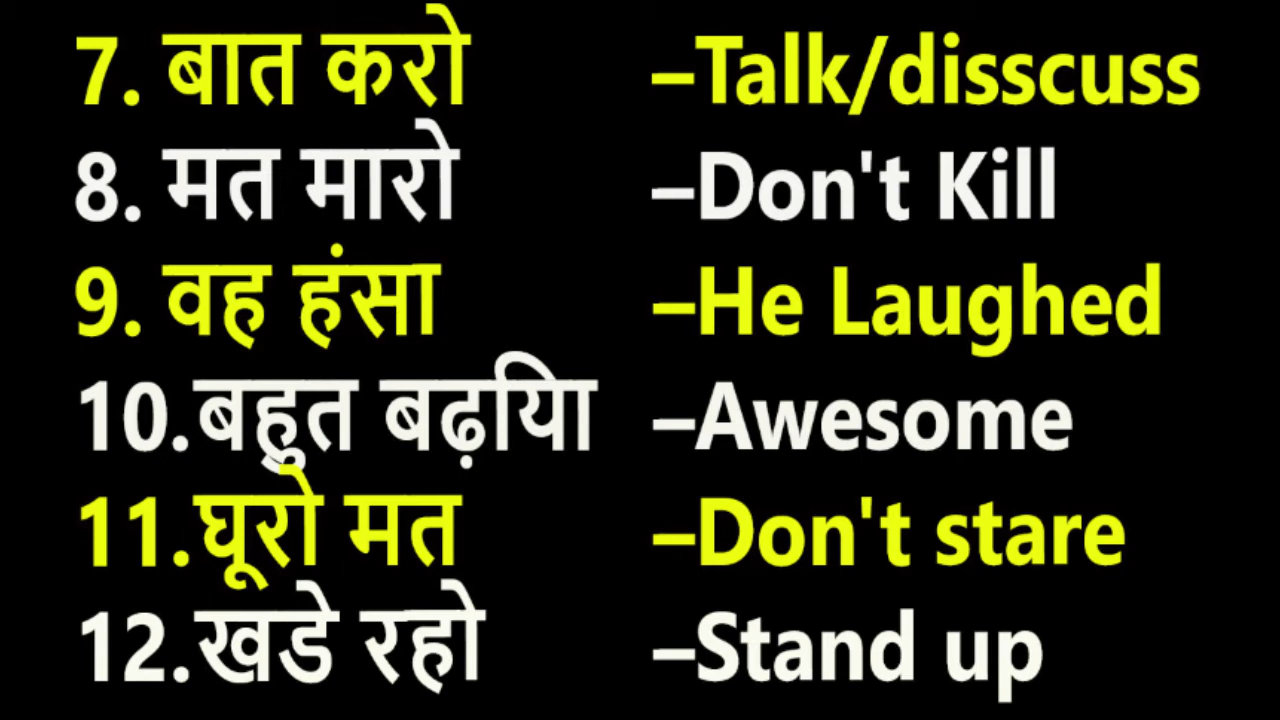 7. बात करो –Talk/disscuss
8. मत मारो –Don't Kill
9. वह हंसा –He Laughed
10.बहुत बढ़िया –Awesome
11.घूरो मत –Don't stare
12.खडे रहो –Stand up